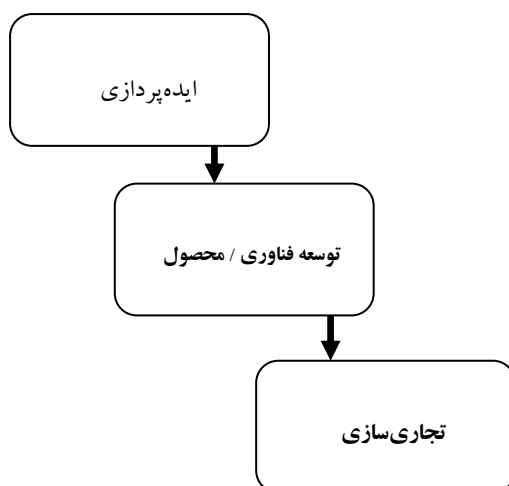 ایده‌پردازی
توسعه فناوری / محصول
تجاری‌سازی